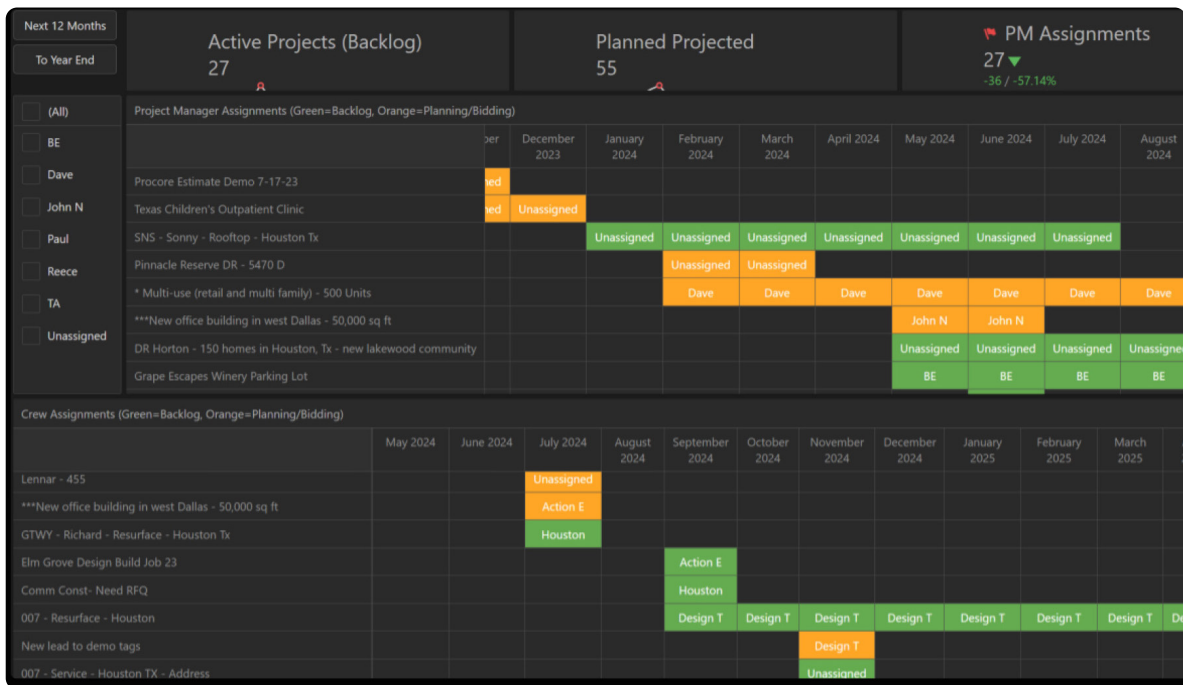 Next 12 Months
To Year End
Active Projects (Backlog)
27
Planned Projected
55
PM Assignments
27
-36 / -57.14%
(All)
BE
Dave
John N
Paul
Reece
TA
Unassigned
Project Manager Assignments (Green=Backlog, Orange=Planning/Bidding)
December 2023 January 2024 February 2024 March 2024 April 2024 May 2024 June 2024 July 2024 August 2024
Procore Estimate Demo 7-17-23
Texas Children's Outpatient Clinic Unassigned
SNS - Sonny - Rooftop - Houston Tx Unassigned Unassigned Unassigned Unassigned Unassigned Unassigned Unassigned
Pinnacle Reserve DR - 5470 D Unassigned Unassigned
* Multi-use (retail and multi family) - 500 Units Dave Dave Dave Dave Dave Dave Dave
***New office building in west Dallas - 50,000 sq ft John N John N
DR Horton - 150 homes in Houston, Tx - new lakewood community Unassigned Unassigned Unassigned Unassigned
Grape Escapes Winery Parking Lot BE BE BE BE
Crew Assignments (Green=Backlog, Orange=Planning/Bidding)
May 2024 June 2024 July 2024 August 2024 September 2024 October 2024 November 2024 December 2024 January 2025 February 2025 March 2025
Lennar - 455 Unassigned
***New office building in west Dallas - 50,000 sq ft Action E
GTWY - Richard - Resurface - Houston Tx Houston
Elm Grove Design Build Job 23 Action E
Comm Const- Need RFQ Houston
007 - Resurface - Houston Design T Design T Design T Design T Design T Design T Design T
New lead to demo tags Design T
007 - Service - Houston TX - Address Unassigned